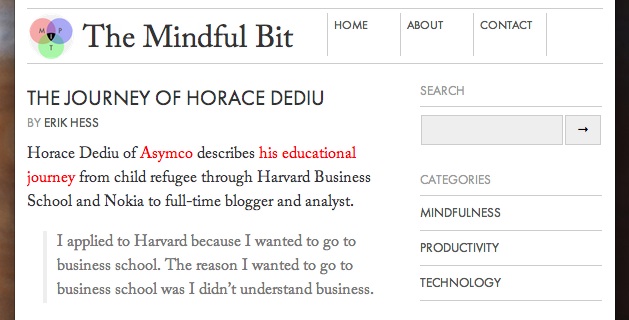 M P
T
The Mindful Bit
HOME
ABOUT
CONTACT
THE JOURNEY OF HORACE DEDIU
BY ERIK HESS
Horace Dediu of Asymco describes his educational
journey from child refugee through Harvard Business
School and Nokia to full-time blogger and analyst.
I applied to Harvard because I wanted to go to
business school. The reason I wanted to go to
business school was I didn’t understand business.
SEARCH
→
CATEGORIES
MINDFULNESS
PRODUCTIVITY
TECHNOLOGY